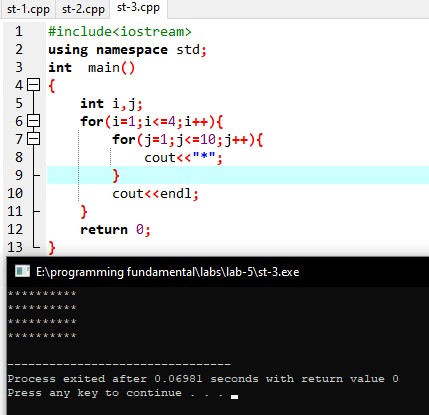 st-1.cpp st-2.cpp st-3.cpp
1 #include<iostream>
2 using namespace std;
3 int  main()
4 {
5     int i,j;
6     for(i=1;i<=4;i++){
7         for(j=1;j<=10;j++){
8             cout<<"*";
9         }
10         cout<<endl;
11     }
12     return 0;
13 }
E:\programming fundamental\labs\lab-5\st-3.exe
**********
**********
**********
**********
--------------------------------
Process exited after 0.06981 seconds with return value 0
Press any key to continue . . .